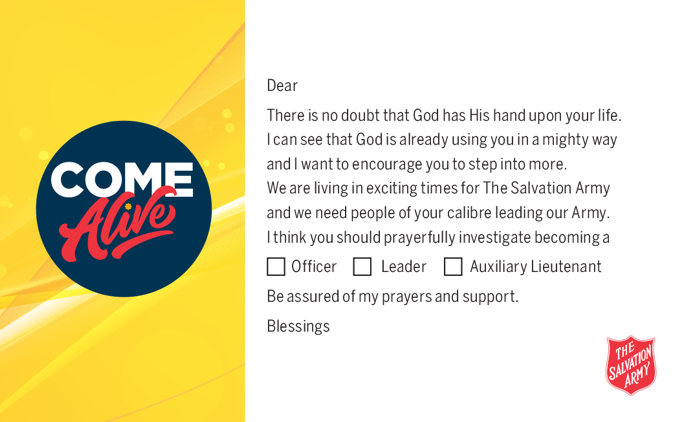 COME
Alive
Dear
There is no doubt that God has His hand upon your life.
I can see that God is already using you in a mighty way
and I want to encourage you to step into more.
We are living in exciting times for The Salvation Army
and we need people of your calibre leading our Army.
I think you should prayerfully investigate becoming a
Officer Leader Auxiliary Lieutenant
Be assured of my prayers and support.
Blessings
THE
SALVATION
ARMY